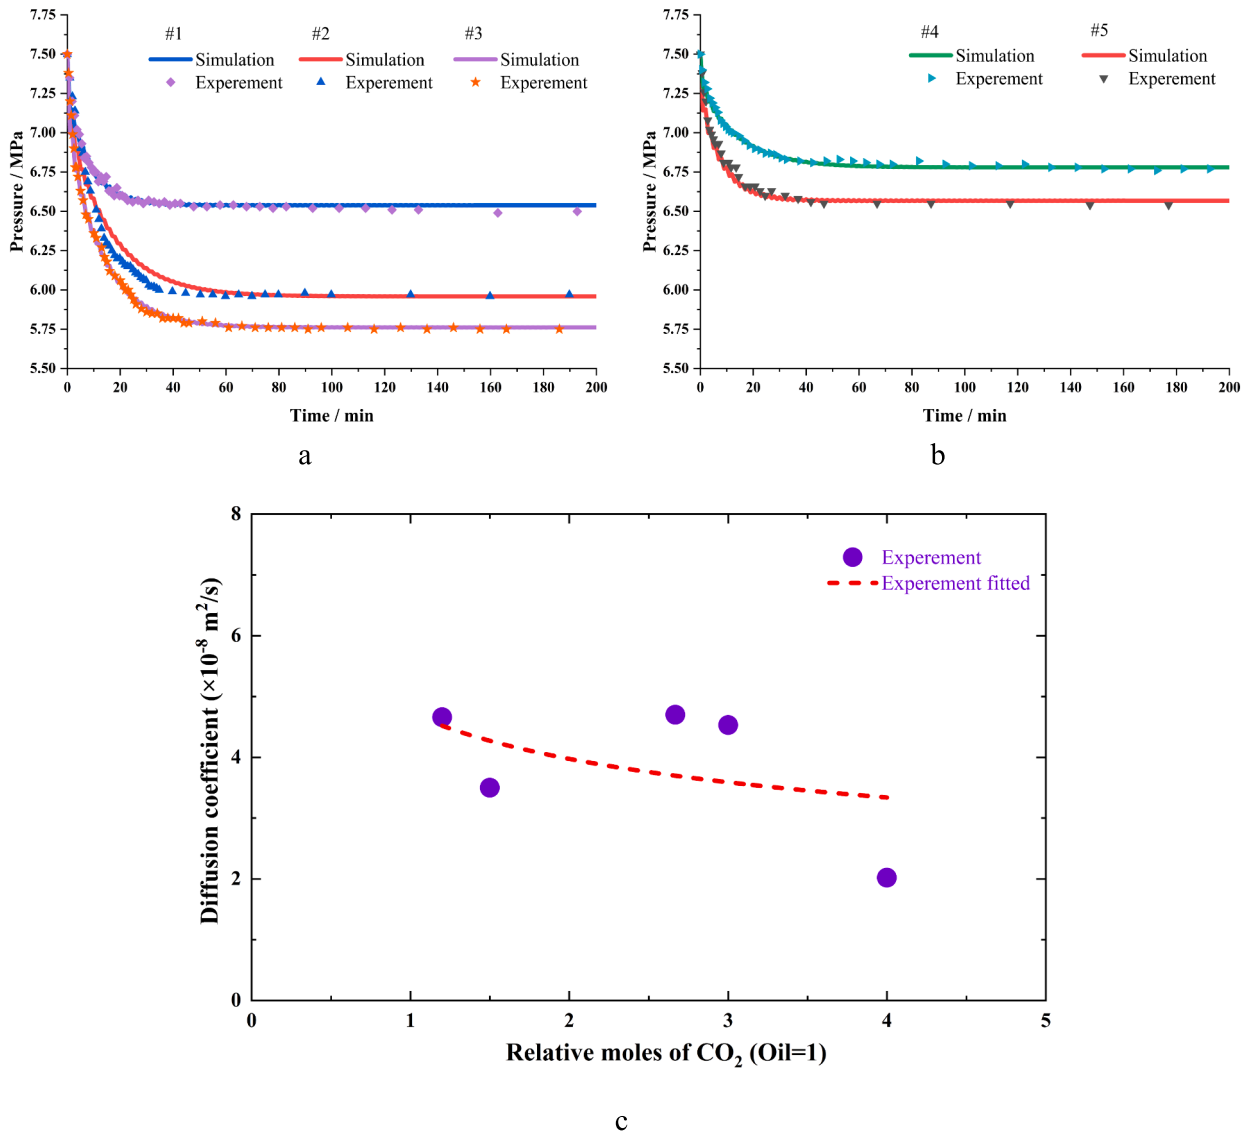 #1 #2 #3
Simulation Simulation Simulation
Experement Experement Experement
7.75
7.50
7.25
7.00
6.75
6.50
6.25
6.00
5.75
5.50
Pressure / MPa
0 20 40 60 80 100 120 140 160 180 200
Time / min
a
#4 #5
Simulation Simulation
Experement Experement
7.75
7.50
7.25
7.00
6.75
6.50
6.25
6.00
5.75
5.50
Pressure / MPa
0 20 40 60 80 100 120 140 160 180 200
Time / min
b
Experement
Experement fitted
8
6
4
2
0
Diffusion coefficient (×10⁻⁸ m²/s)
0 1 2 3 4 5
Relative moles of CO₂ (Oil=1)
c